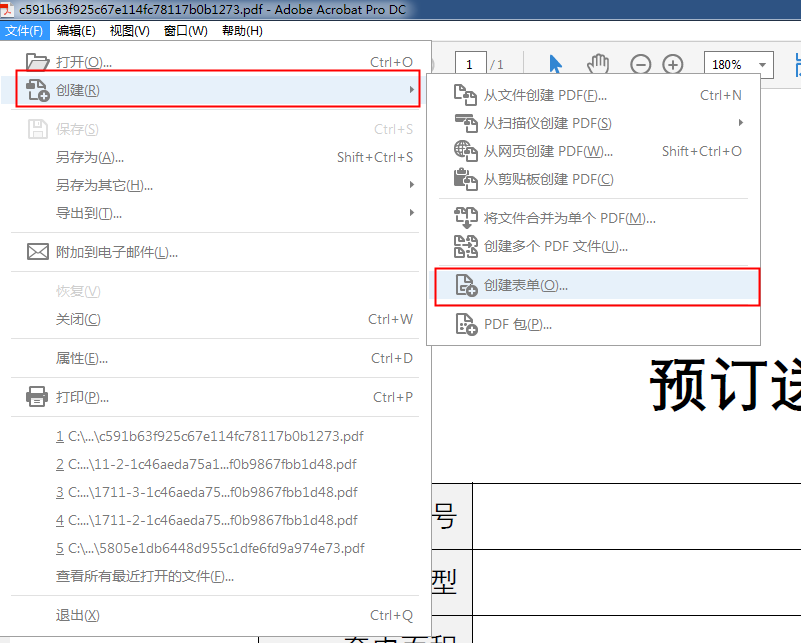 c591b63f925c67e114fc78117b0b1273.pdf - Adobe Acrobat Pro DC
文件(F) 编辑(E) 视图(V) 窗口(W) 帮助(H)
1 / 1 180%
打开(O)... Ctrl+O
创建(R)
保存(S) Ctrl+S
另存为(A)... Shift+Ctrl+S
另存为其它(H)...
导出到(T)...
附加到电子邮件(L)...
恢复(V)
关闭(C) Ctrl+W
属性(E)... Ctrl+D
打印(P)... Ctrl+P
1 C:\...\c591b63f925c67e114fc78117b0b1273.pdf
2 C:...\11-2-1c46aeda75a1...f0b9867fbb1d48.pdf
3 C:...\1711-3-1c46aeda75...f0b9867fbb1d48.pdf
4 C:...\1711-2-1c46aeda75...f0b9867fbb1d48.pdf
5 C:\...\5805e1db6448d955c1dfe6fd9a974e73.pdf
查看所有最近打开的文件(F)...
退出(X) Ctrl+Q
从文件创建 PDF(F)... Ctrl+N
从扫描仪创建 PDF(S)
从网页创建 PDF(W)... Shift+Ctrl+O
从剪贴板创建 PDF(C)
将文件合并为单个 PDF(M)...
创建多个 PDF 文件(U)...
创建表单(O)...
PDF 包(P)...
预订送
号
型